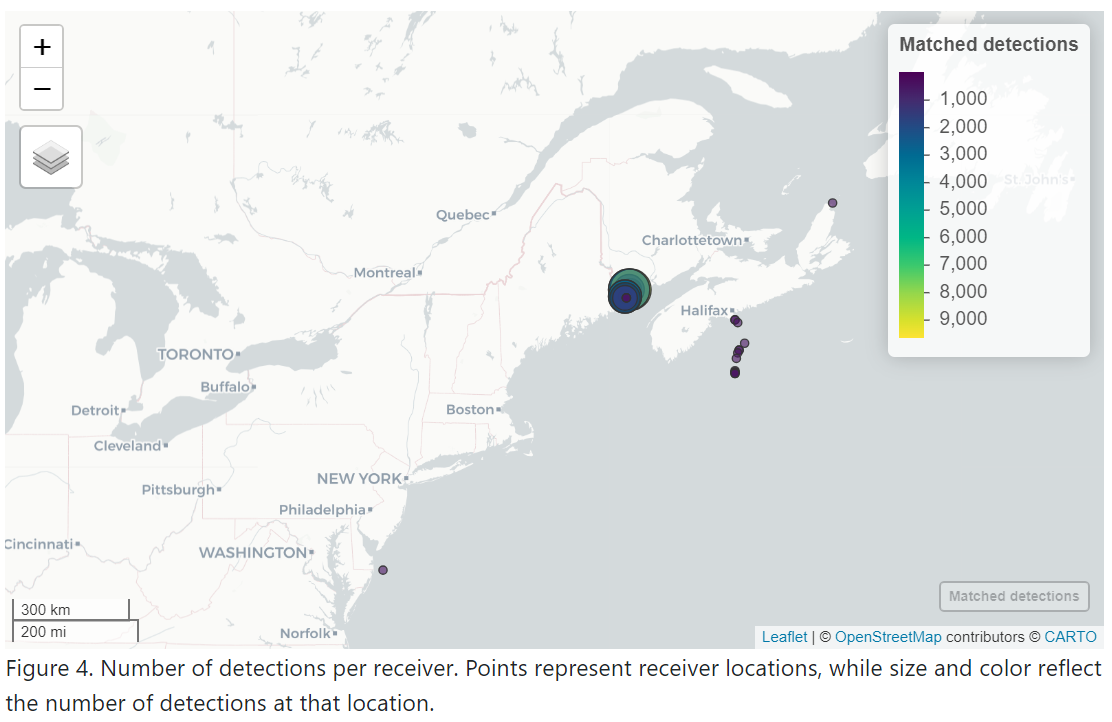 +
−
Matched detections
1,000
2,000
3,000
4,000
5,000
6,000
7,000
8,000
9,000
St. John's
Quebec
Charlottetown
Montreal
Halifax
TORONTO
Buffalo
Detroit
Boston
Cleveland
NEW YORK
Pittsburgh
Philadelphia
Cincinnati
WASHINGTON
Norfolk
300 km
200 mi
Matched detections
Leaflet | © OpenStreetMap contributors © CARTO
Figure 4. Number of detections per receiver. Points represent receiver locations, while size and color reflect
the number of detections at that location.